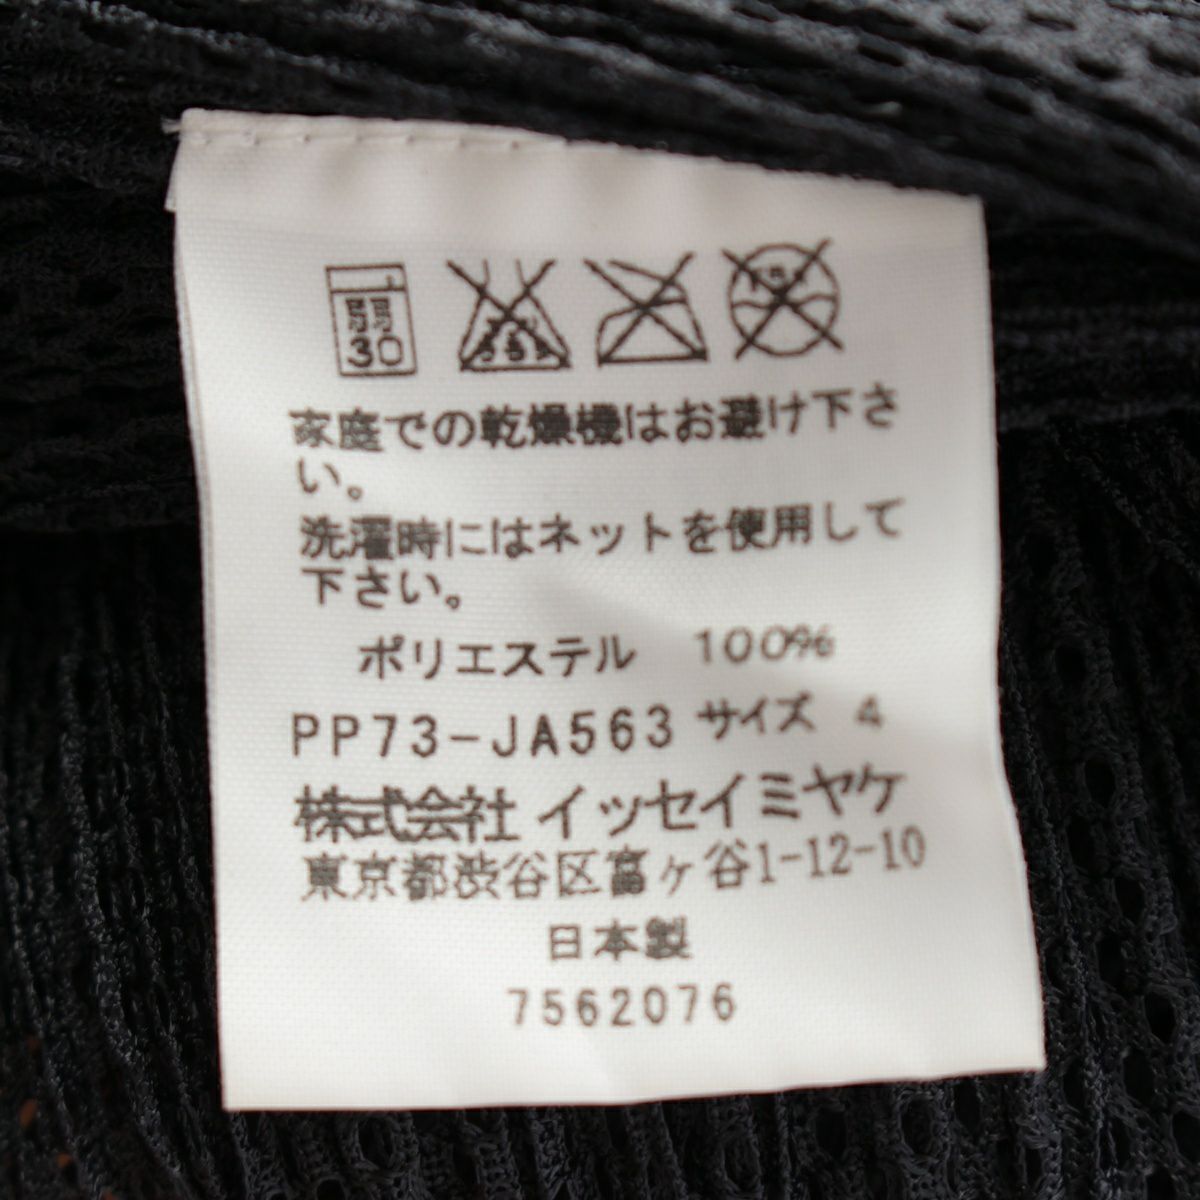 弱
30
家庭での乾燥機はお避け下さ
い。
洗濯時にはネットを使用して
下さい。
ポリエステル 100%
PP73-JA563 サイズ 4
株式会社 イッセイミヤケ
東京都渋谷区富ヶ谷1-12-10
日本製
7562076